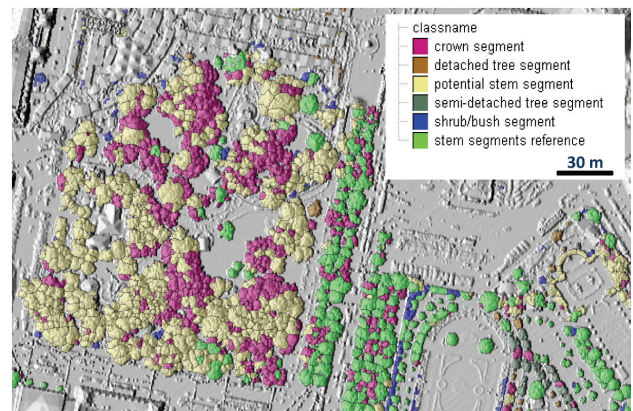 classname
crown segment
detached tree segment
potential stem segment
semi-detached tree segment
shrub/bush segment
stem segments reference
30 m